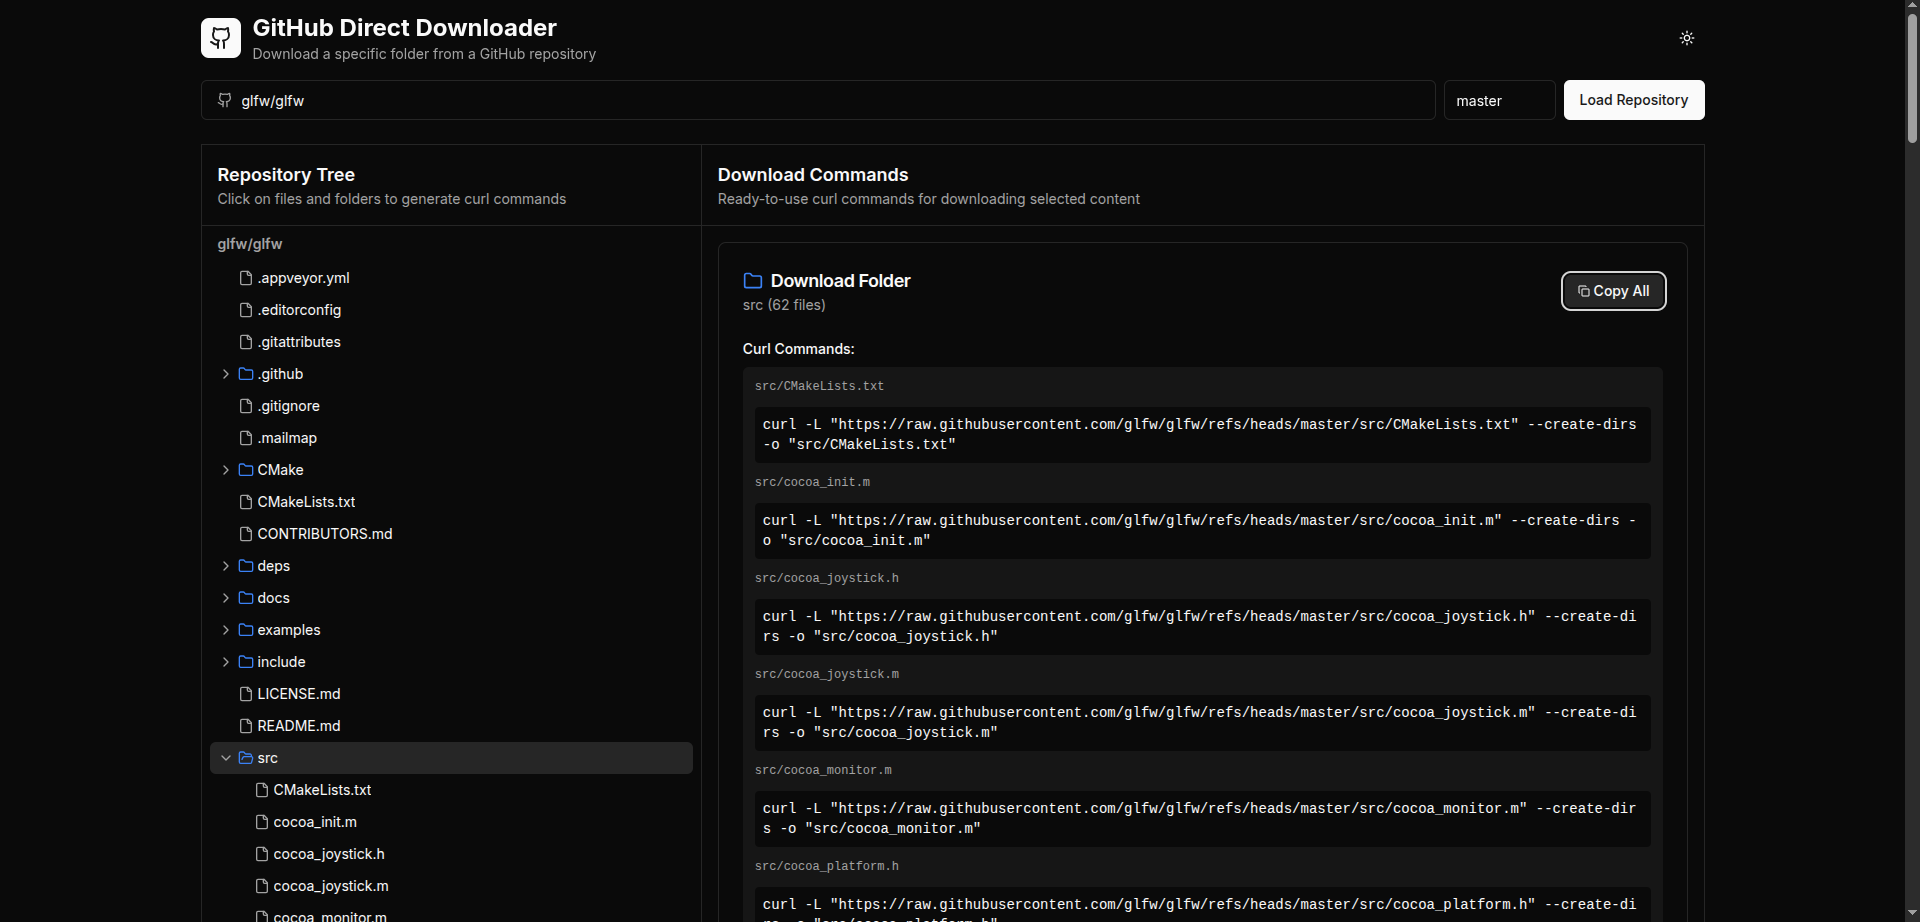 GitHub Direct Downloader
Download a specific folder from a GitHub repository
glfw/glfw
master
Load Repository
Repository Tree
Click on files and folders to generate curl commands
glfw/glfw
.appveyor.yml
.editorconfig
.gitattributes
.github
.gitignore
.mailmap
CMake
CMakeLists.txt
CONTRIBUTORS.md
deps
docs
examples
include
LICENSE.md
README.md
src
CMakeLists.txt
cocoa_init.m
cocoa_joystick.h
cocoa_joystick.m
cocoa_monitor.m
Download Commands
Ready-to-use curl commands for downloading selected content
Download Folder
src (62 files)
Copy All
Curl Commands:
src/CMakeLists.txt
curl -L "https://raw.githubusercontent.com/glfw/glfw/refs/heads/master/src/CMakeLists.txt" --create-dirs
-o "src/CMakeLists.txt"
src/cocoa_init.m
curl -L "https://raw.githubusercontent.com/glfw/glfw/refs/heads/master/src/cocoa_init.m" --create-dirs -
o "src/cocoa_init.m"
src/cocoa_joystick.h
curl -L "https://raw.githubusercontent.com/glfw/glfw/refs/heads/master/src/cocoa_joystick.h" --create-di
rs -o "src/cocoa_joystick.h"
src/cocoa_joystick.m
curl -L "https://raw.githubusercontent.com/glfw/glfw/refs/heads/master/src/cocoa_joystick.m" --create-di
rs -o "src/cocoa_joystick.m"
src/cocoa_monitor.m
curl -L "https://raw.githubusercontent.com/glfw/glfw/refs/heads/master/src/cocoa_monitor.m" --create-dir
s -o "src/cocoa_monitor.m"
src/cocoa_platform.h
curl -L "https://raw.githubusercontent.com/glfw/glfw/refs/heads/master/src/cocoa_platform.h" --create-di
rs -o "src/cocoa_platform.h"